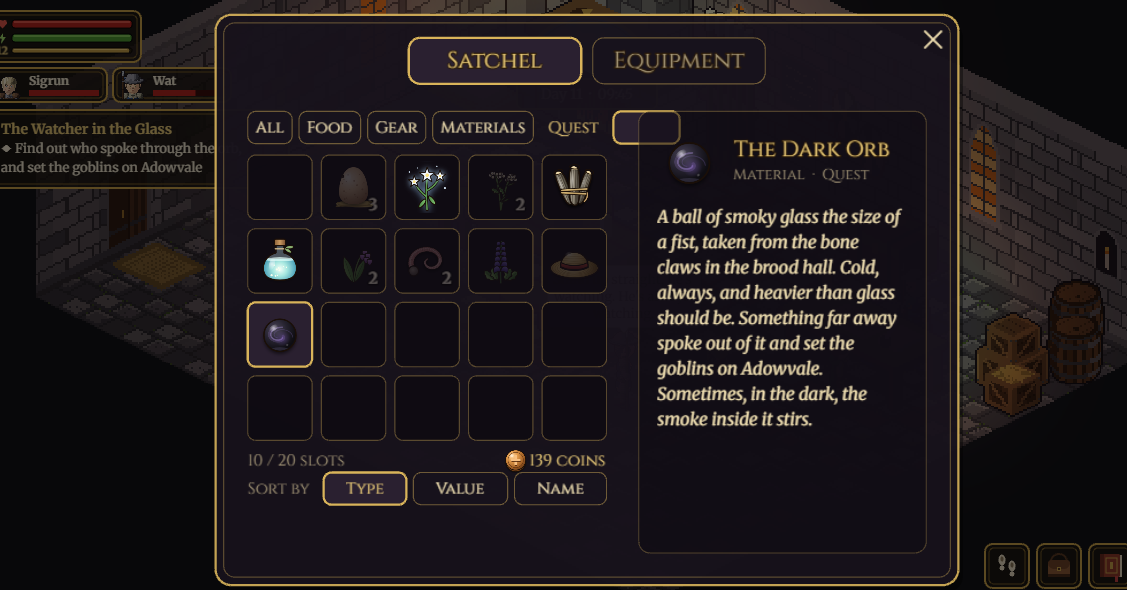 SATCHEL
EQUIPMENT
12
Sigrun
Wat
The Watcher in the Glass
◆ Find out who spoke through the
and set the goblins on Adowvale
ALL
FOOD
GEAR
MATERIALS
QUEST
3
2
2
2
10 / 20 SLOTS
139 COINS
SORT BY
TYPE
VALUE
NAME
THE DARK ORB
MATERIAL · QUEST
A ball of smoky glass the size of
a fist, taken from the bone
claws in the brood hall. Cold,
always, and heavier than glass
should be. Something far away
spoke out of it and set the
goblins on Adowvale.
Sometimes, in the dark, the
smoke inside it stirs.